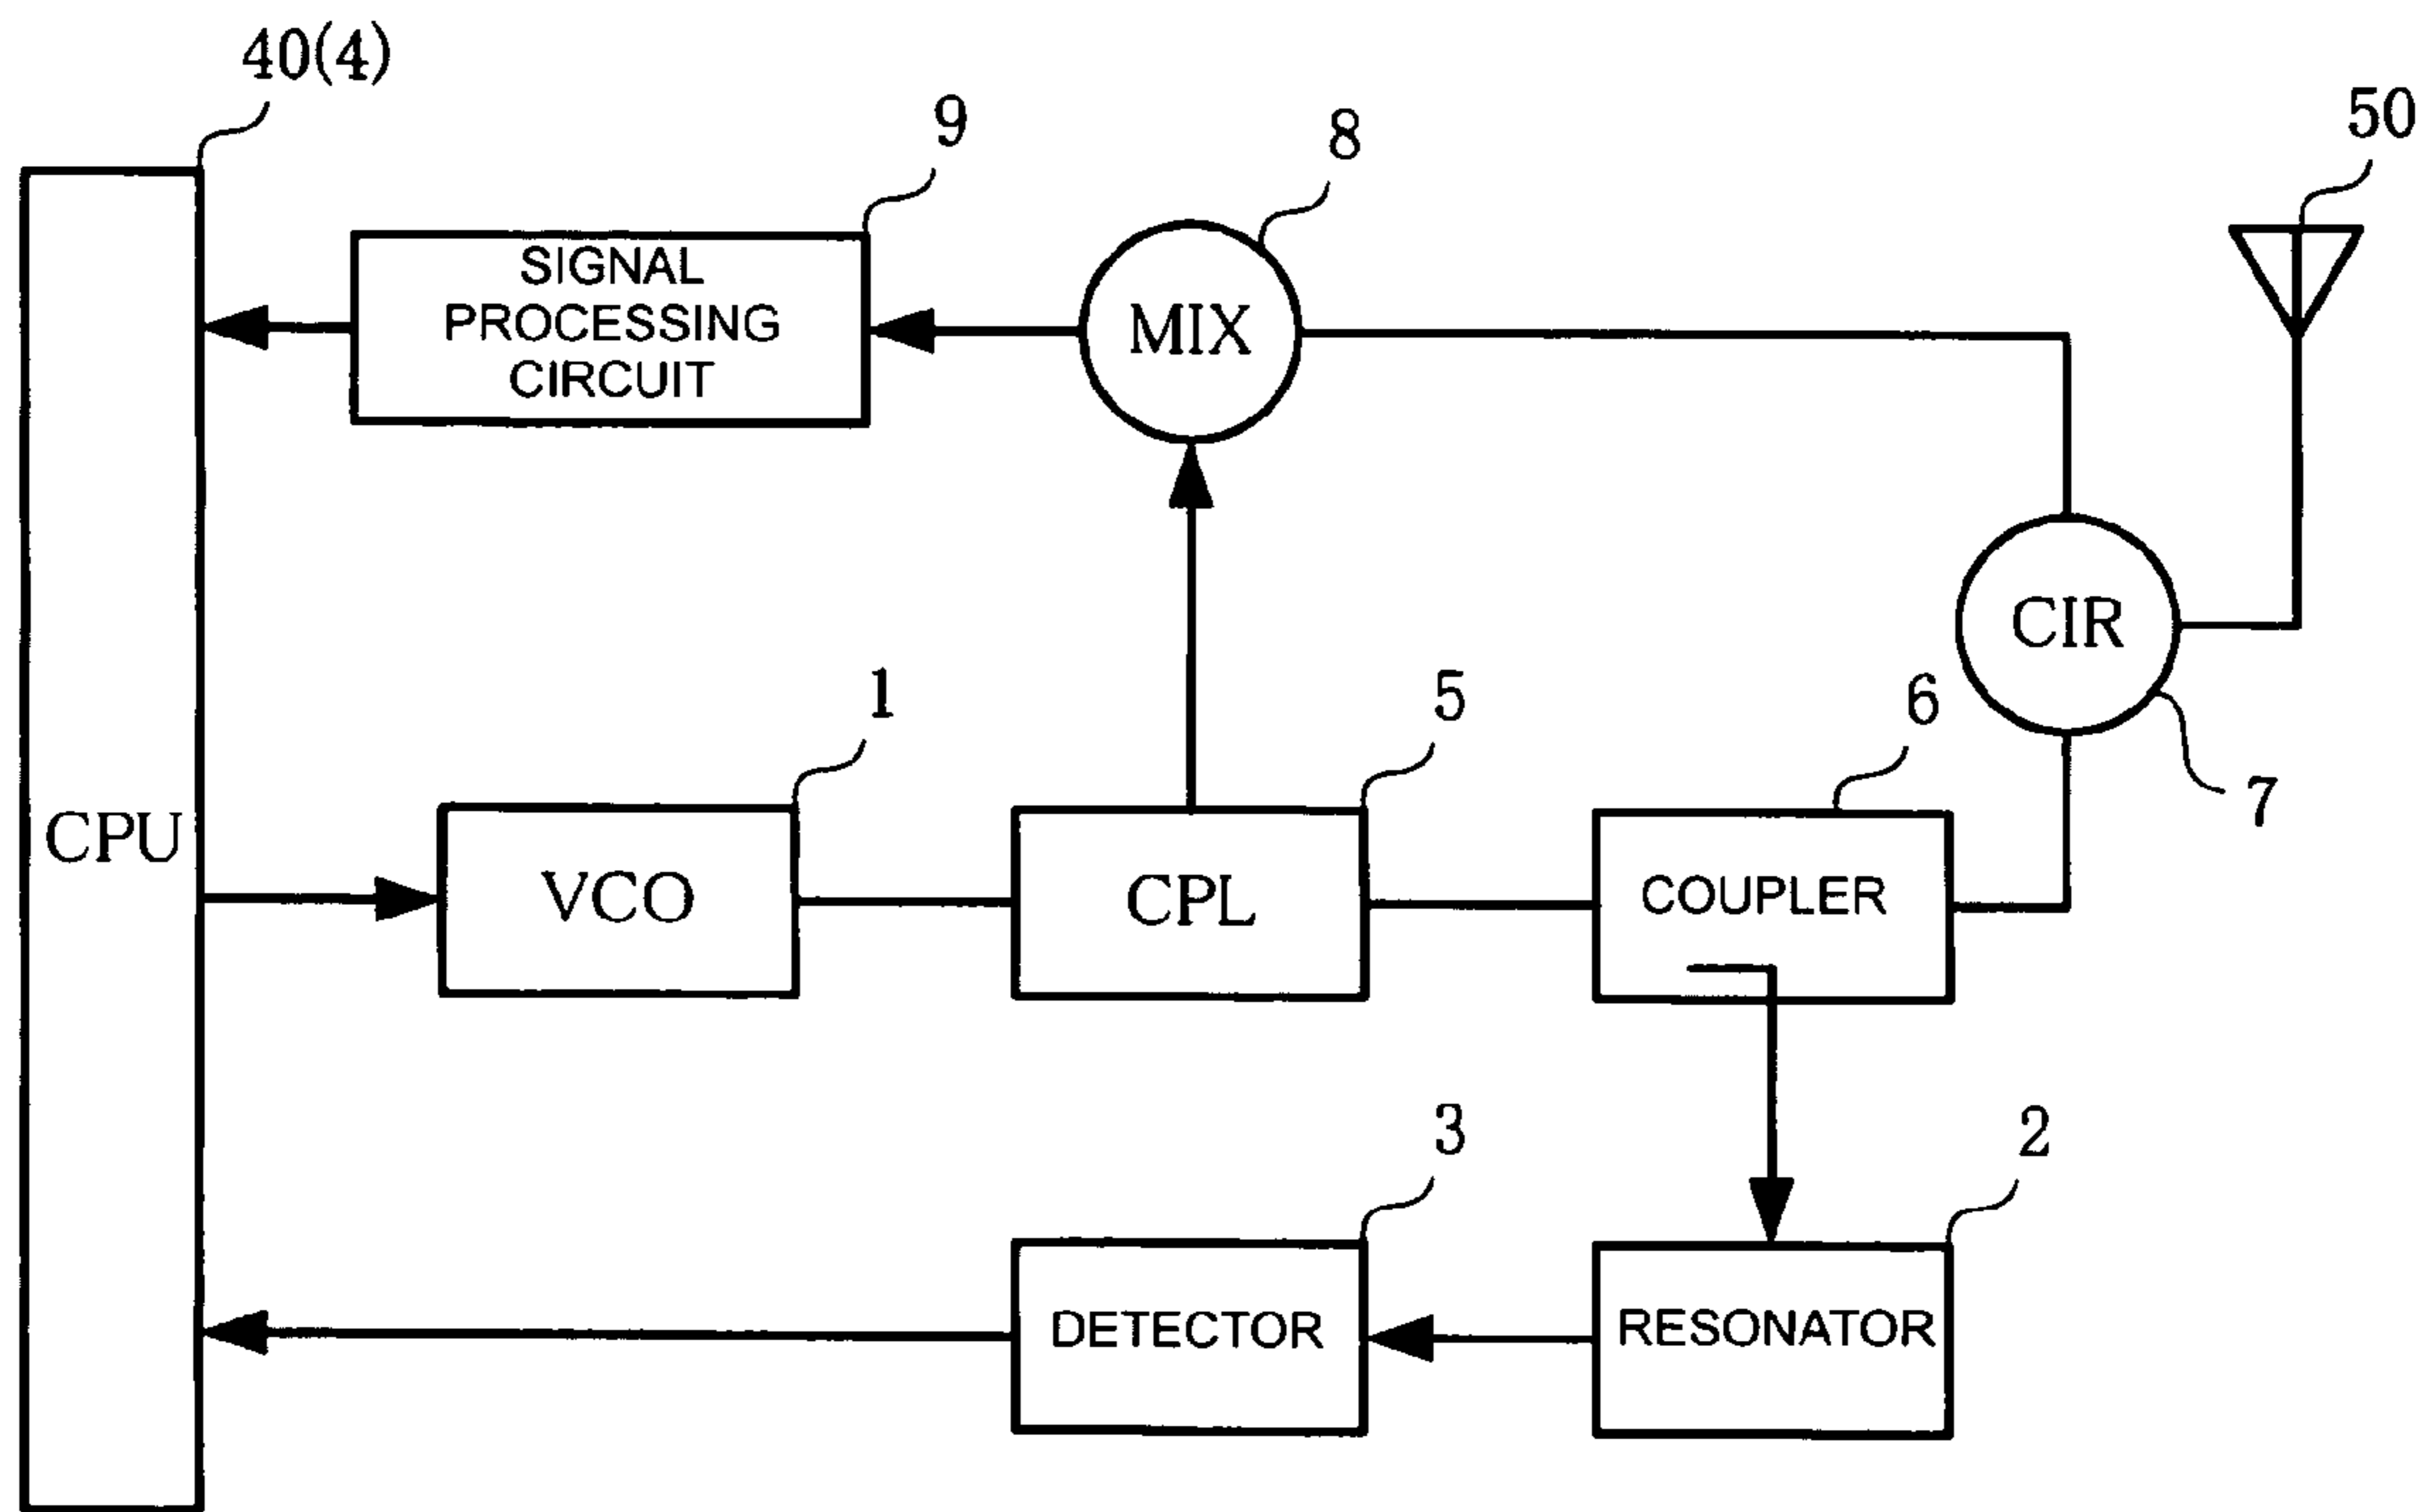 40(4)
9
8
50
SIGNAL
PROCESSING
CIRCUIT
MIX
CIR
1
5
6
7
CPU
VCO
CPL
COUPLER
3
2
DETECTOR
RESONATOR